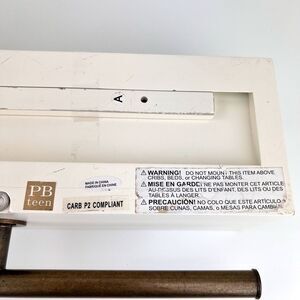 A
PB
teen
MADE IN CHINA
FABRIQUÉ EN CHINE
CARB P2 COMPLIANT
WARNING! DO NOT MOUNT THIS ITEM ABOVE
CRIBS, BEDS, or CHANGING TABLES.
MISE EN GARDE! NE PAS MONTER CET ARTICLE
AU-DESSUS DES LITS D'ENFANT, DES LITS OU DES
TABLES À LANGER.
PRECAUCIÓN! NO COLO QUE ESTE ARTÍCULO
SOBRE CUNAS, CAMAS, o MESAS PARA CAMBIAR